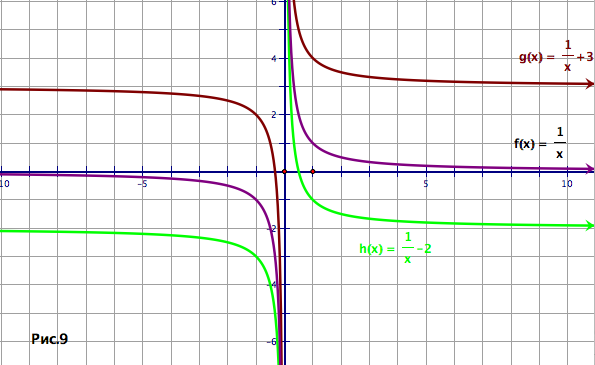 6
4
g(x) = 1/x +3
2
f(x) = 1/x
10 -5 5 10
-2
h(x) = 1/x -2
-4
Рис.9
-6